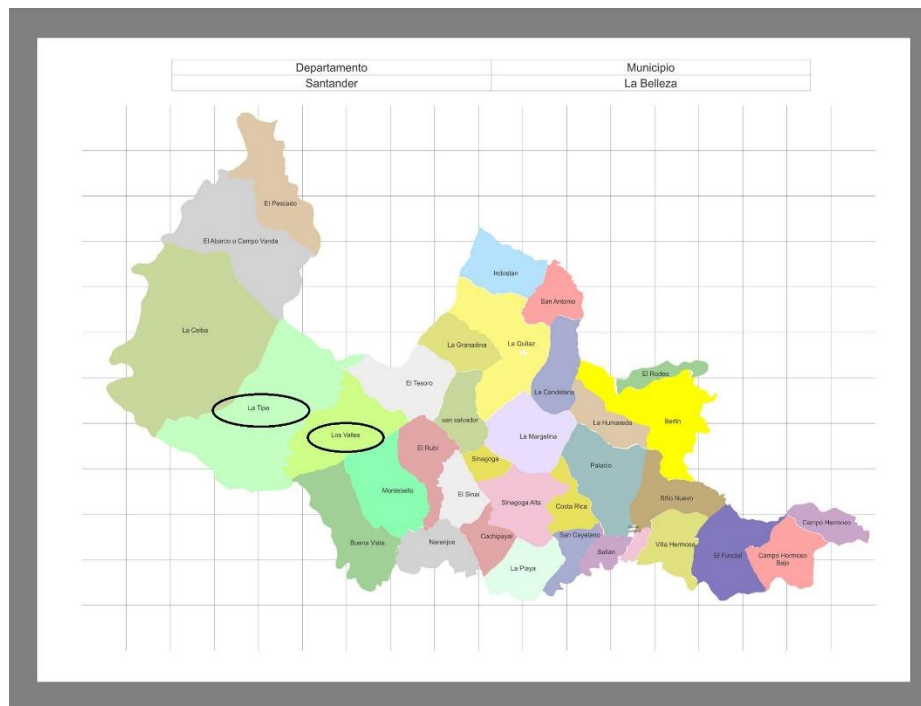 Departamento
Municipio
Santander
La Belleza
El Pescado
El Abarco o Campo Vanda
Indostan
San Antonio
La Ceiba
La Granadina
La Quitaz
El Rodeo
El Tesoro
La Candelaria
La Tipa
san salvador
La Humareda
Berlin
Los Valles
La Margelina
El Rubí
Sinagoga
Palacio
Montebello
El Sinai
Sinagoga Alta
Costa Rica
Sitio Nuevo
Campo Hermoso
Buena Vista
Naranjos
Cachipayal
San Cayetano
Villa Hermosa
Salían
El Funcial
Campo Hermoso
Bajo
La Playa